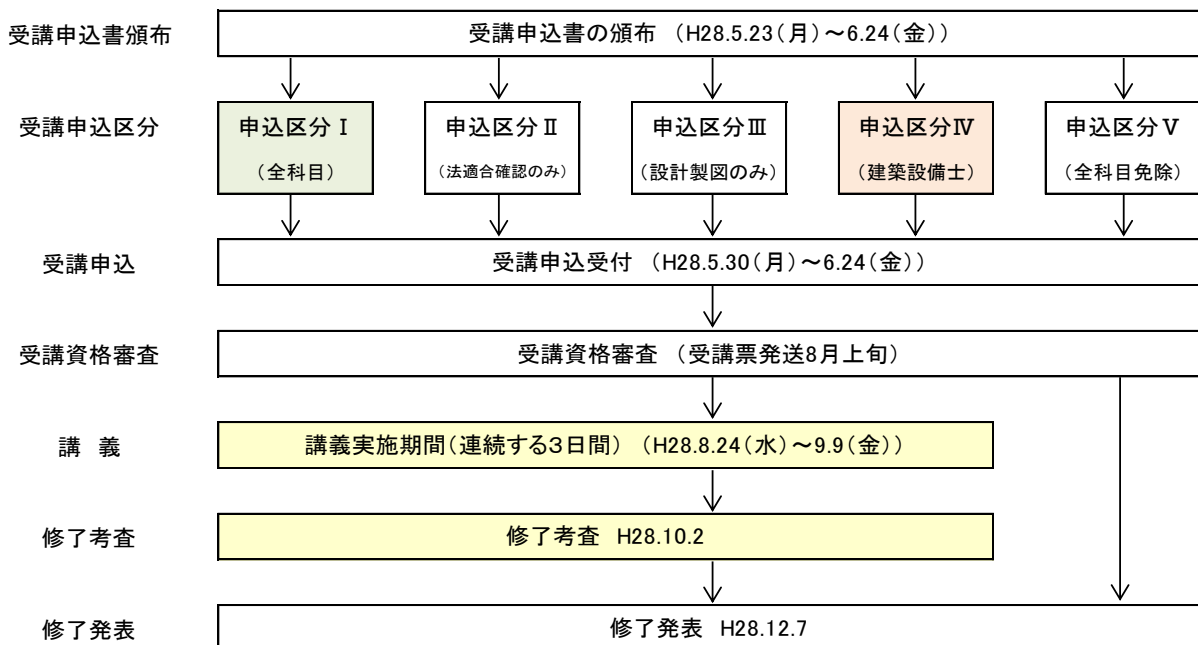 受講申込書頒布
受講申込書の頒布 (H28.5.23(月)～6.24(金))
受講申込区分
申込区分Ⅰ
(全科目)
申込区分Ⅱ
(法適合確認のみ)
申込区分Ⅲ
(設計製図のみ)
申込区分Ⅳ
(建築設備士)
申込区分Ⅴ
(全科目免除)
受講申込
受講申込受付 (H28.5.30(月)～6.24(金))
受講資格審査
受講資格審査 (受講票発送8月上旬)
講 義
講義実施期間(連続する３日間) (H28.8.24(水)～9.9(金))
修了考査
修了考査 H28.10.2
修了発表
修了発表 H28.12.7